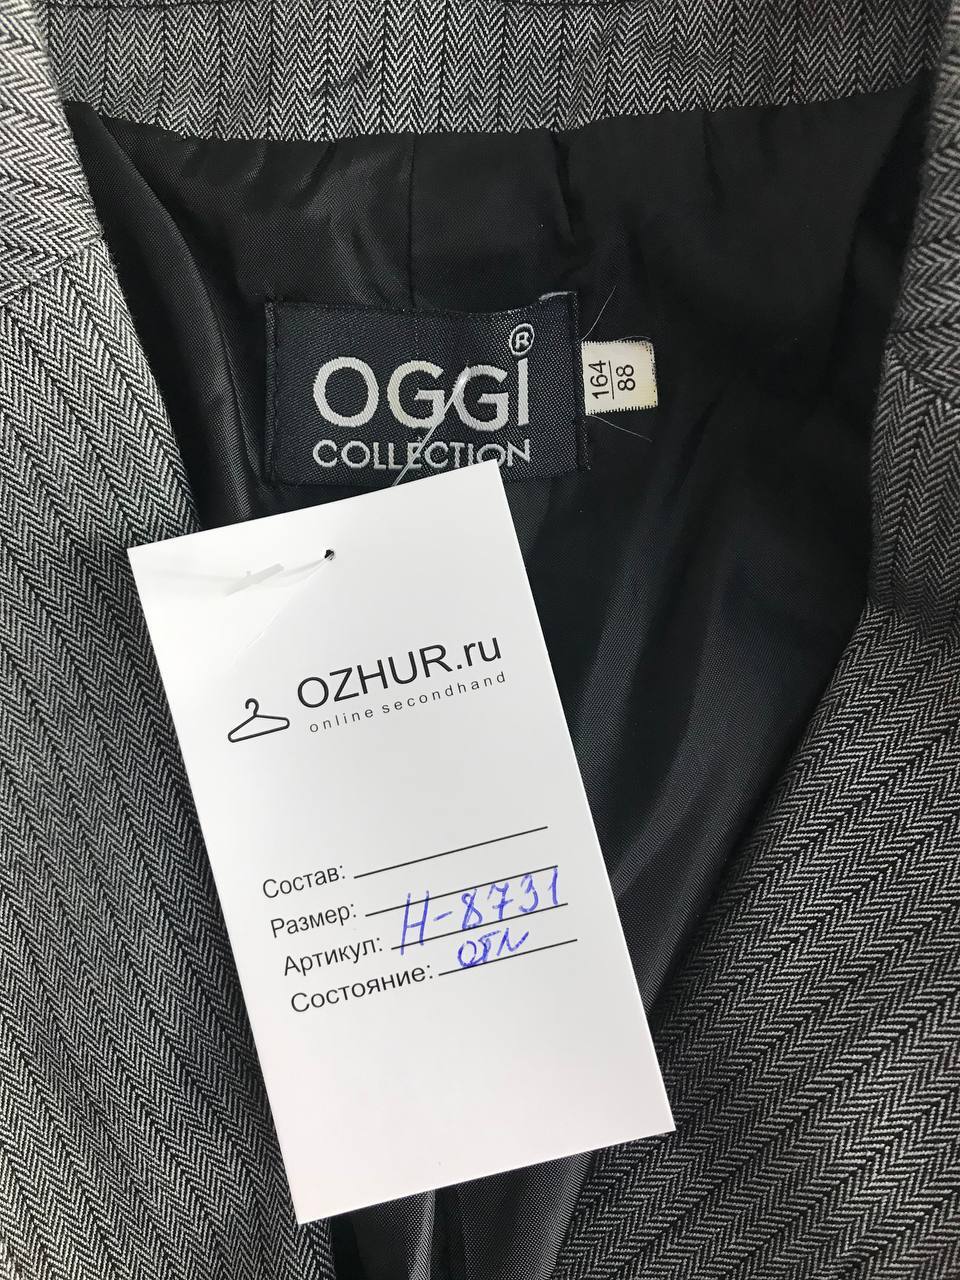 OGGI ®
COLLECTION
164
88
OZHUR.ru
online secondhand
Состав:
Размер:
Артикул: Н-8731
Состояние: отл